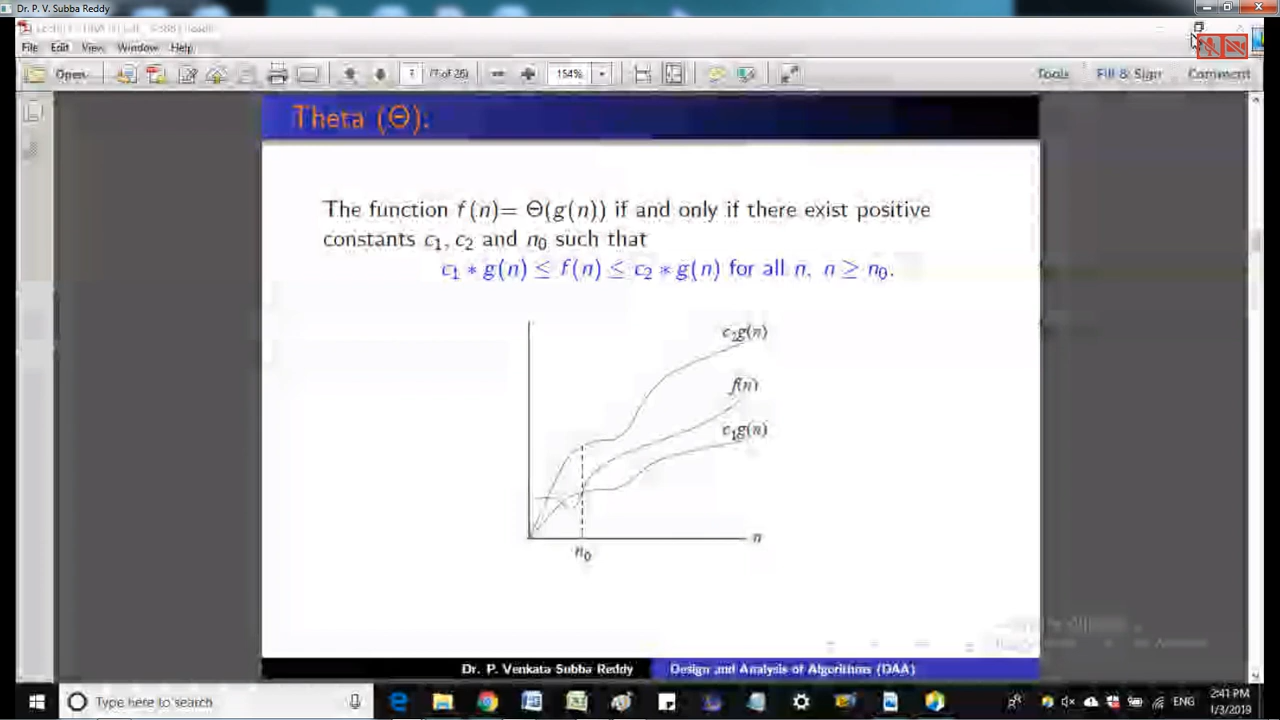 Dr. P. V. Subba Reddy
File Edit View Window Help
Open 7 (7 of 26) 154% Tools Fill & Sign Comment
Theta (Θ):
The function f(n)= Θ(g(n)) if and only if there exist positive
constants c₁, c₂ and n₀ such that
c₁ * g(n) ≤ f(n) ≤ c₂ * g(n) for all n, n ≥ n₀.
c₂g(n)
f(n)
c₁g(n)
n
n₀
Dr. P. Venkata Subba Reddy Design and Analysis of Algorithms (DAA)
Type here to search ENG
2:41 PM
1/3/2019